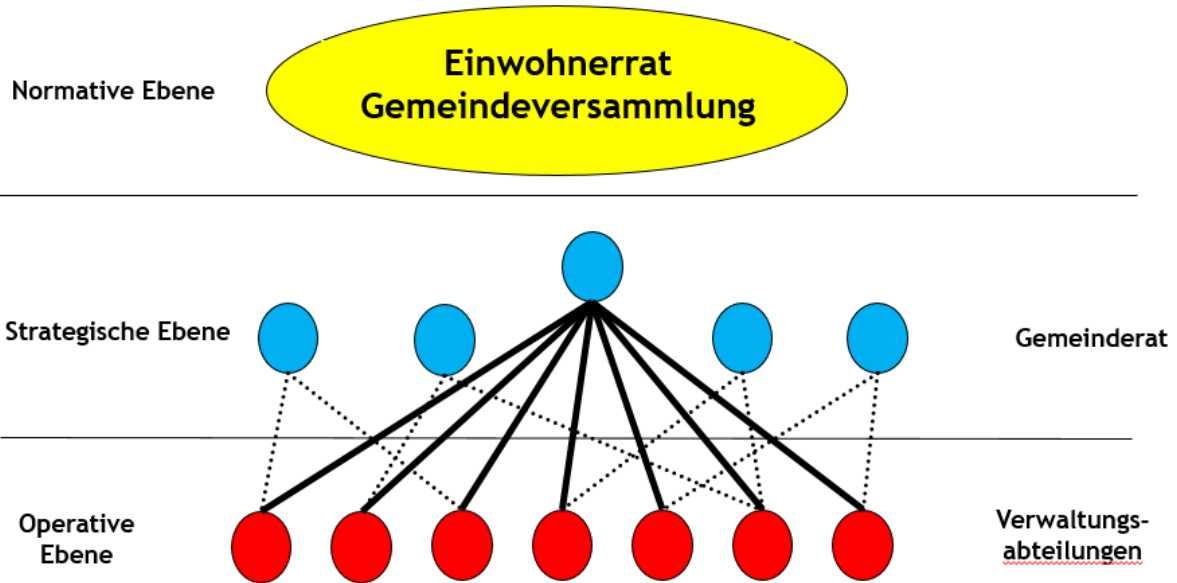 Einwohnerrat
Gemeindeversammlung
Normative Ebene
Strategische Ebene
Gemeinderat
Operative
Ebene
Verwaltungs-
abteilungen